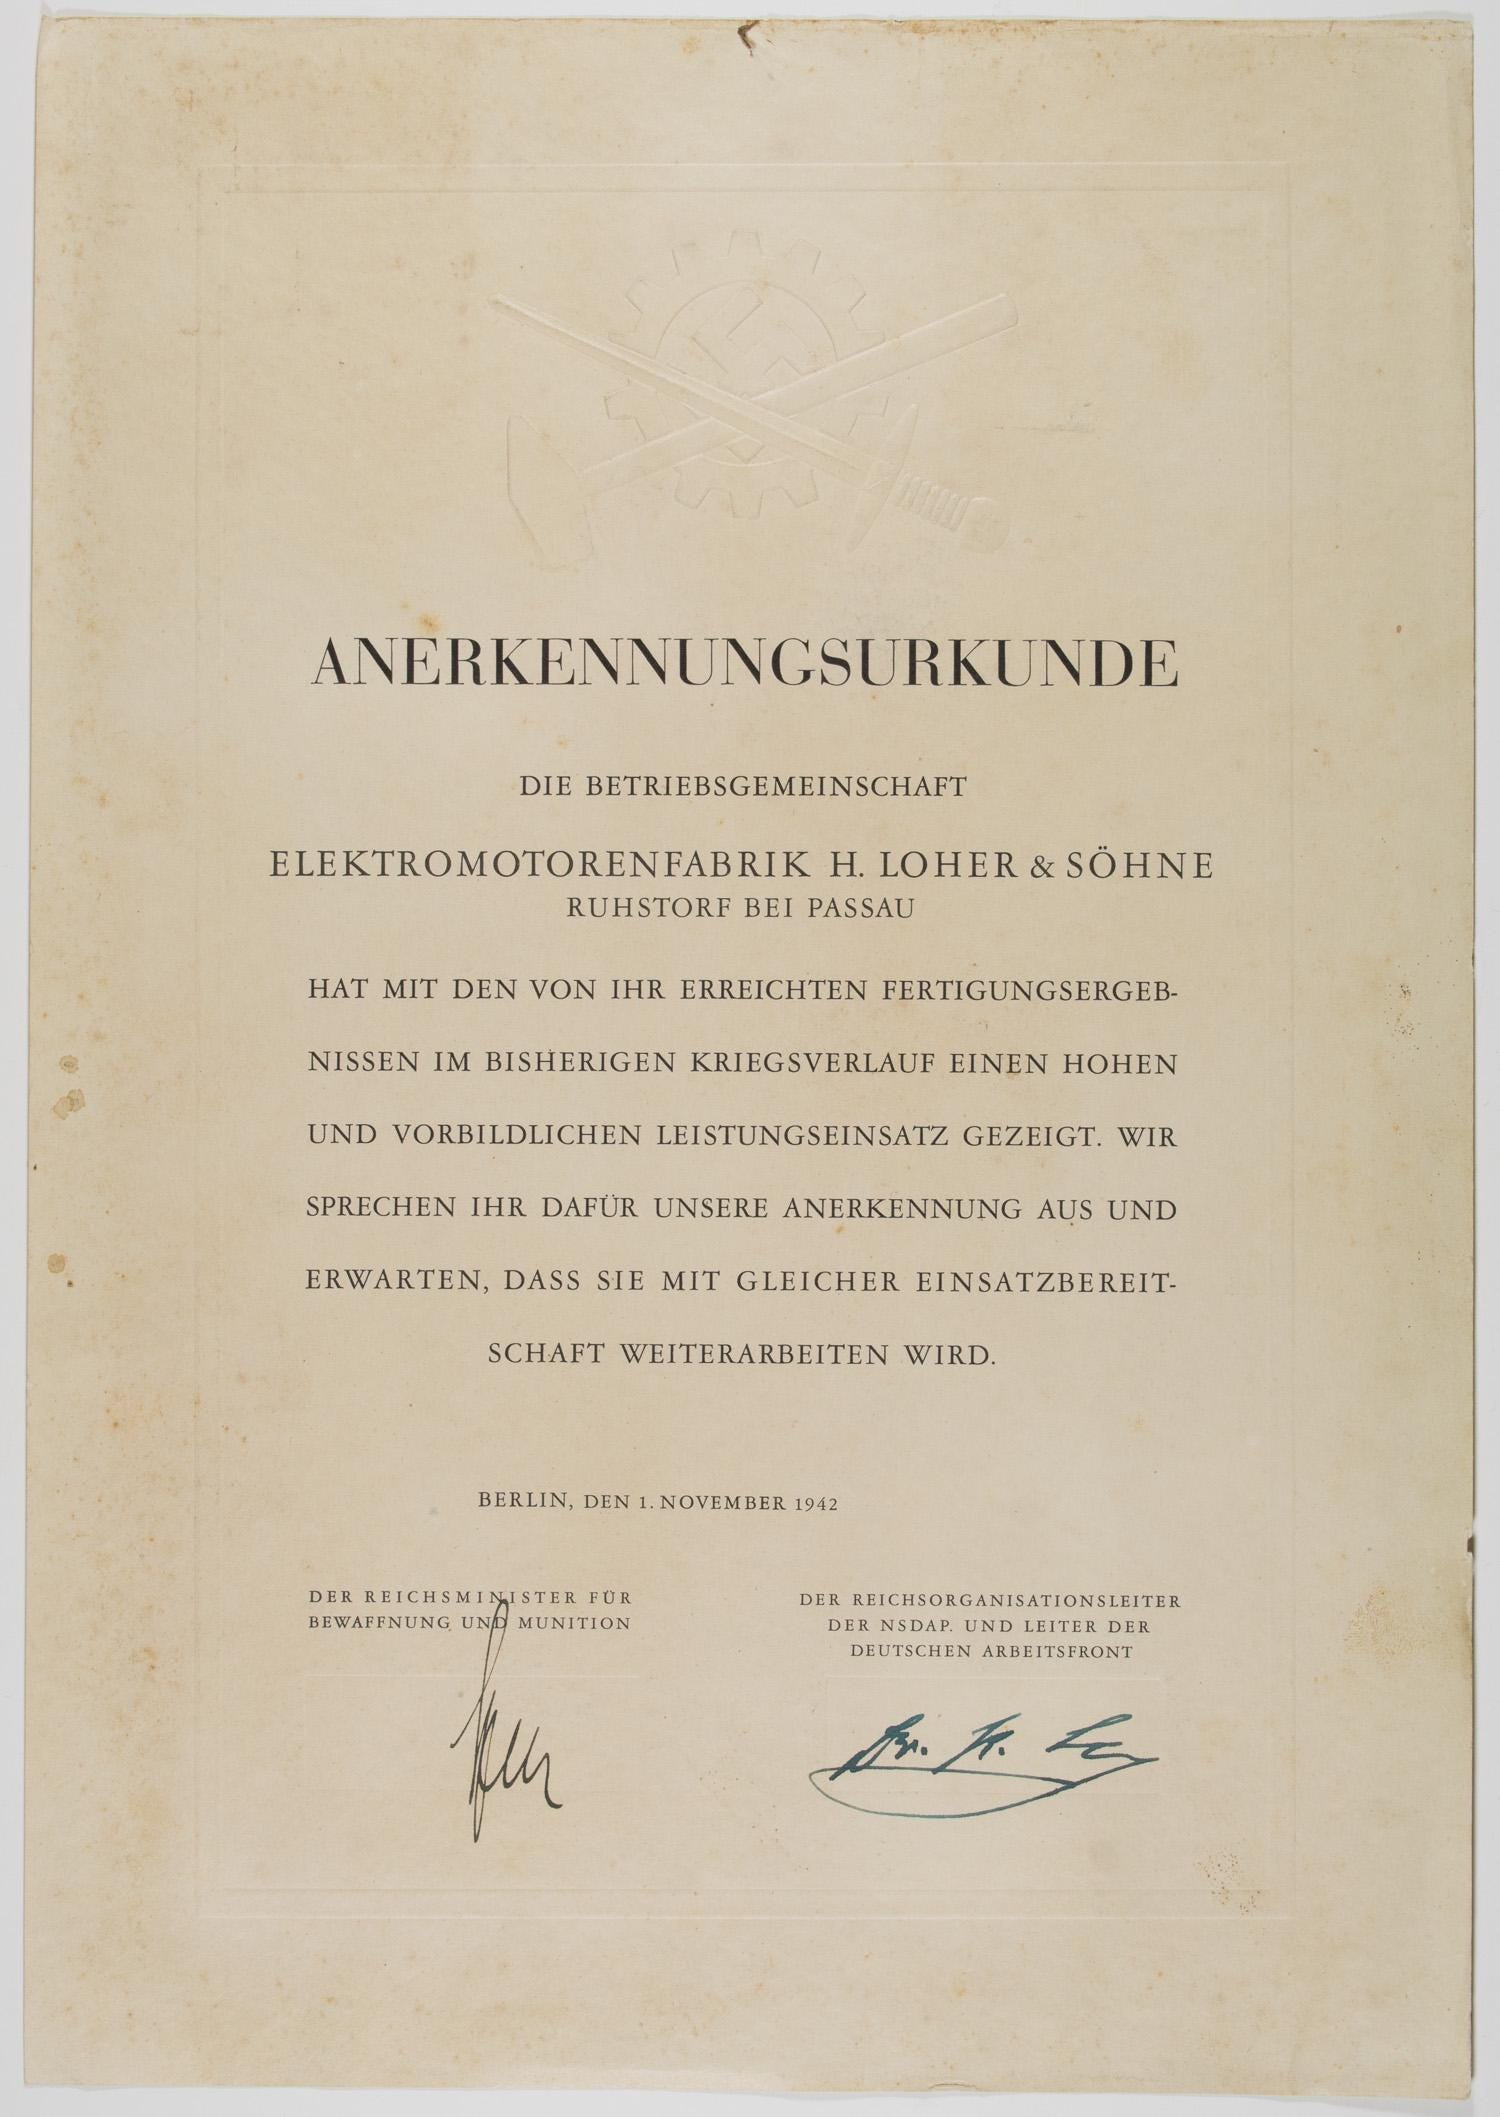 ANERKENNUNGSURKUNDE
DIE BETRIEBSGEMEINSCHAFT
ELEKTROMOTORENFABRIK H. LOHER & SÖHNE
RUHSTORF BEI PASSAU
HAT MIT DEN VON IHR ERREICHTEN FERTIGUNGSERGEB-
NISSEN IM BISHERIGEN KRIEGSVERLAUF EINEN HOHEN
UND VORBILDLICHEN LEISTUNGSEINSATZ GEZEIGT. WIR
SPRECHEN IHR DAFÜR UNSERE ANERKENNUNG AUS UND
ERWARTEN, DASS SIE MIT GLEICHER EINSATZBEREIT-
SCHAFT WEITERARBEITEN WIRD.
BERLIN, DEN 1. NOVEMBER 1942
DER REICHSMINISTER FÜR
BEWAFFNUNG UND MUNITION
DER REICHSORGANISATIONSLEITER
DER NSDAP. UND LEITER DER
DEUTSCHEN ARBEITSFRONT
Dr. R. Ley